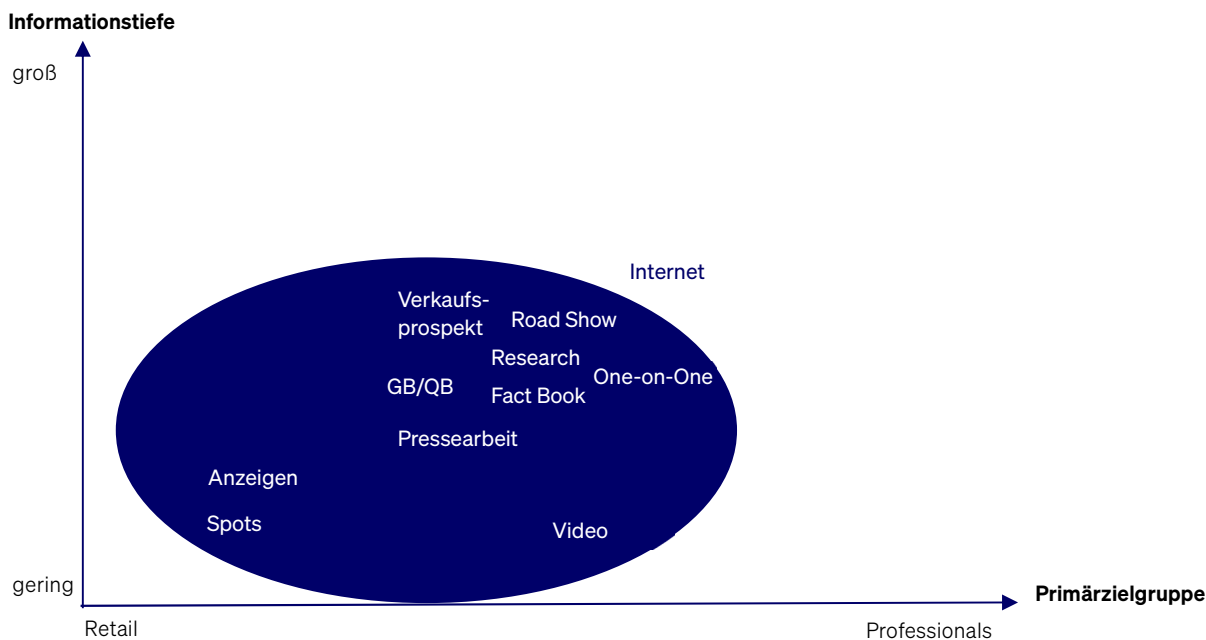 Informationstiefe
groß
Internet
Verkaufs-
prospekt
Road Show
Research
One-on-One
GB/QB
Fact Book
Pressearbeit
Anzeigen
Spots
Video
gering
Primärzielgruppe
Retail
Professionals